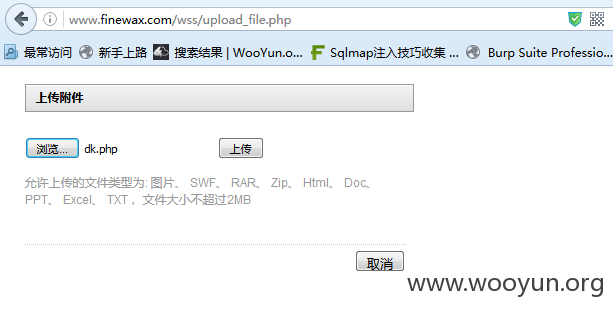 www.finewax.com/wss/upload_file.php
最常访问 新手上路 搜索结果 | WooYun.o... Sqlmap注入技巧收集 ... Burp Suite Professio...
上传附件
浏览... dk.php 上传
允许上传的文件类型为: 图片、 SWF、 RAR、 Zip、 Html、 Doc、
PPT、 Excel、 TXT ，文件大小不超过2MB
取消
www.wooyun.org